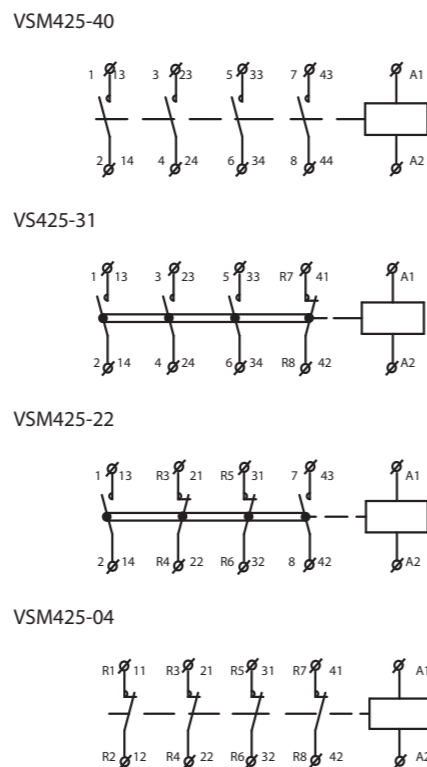 VSM425-40
1 13 3 23 5 33 7 43 A1
2 14 4 24 6 34 8 44 A2
VS425-31
1 13 3 23 5 33 R7 41 A1
2 14 4 24 6 34 R8 42 A2
VSM425-22
1 13 R3 21 R5 31 7 43 A1
2 14 R4 22 R6 32 8 42 A2
VSM425-04
R1 11 R3 21 R5 31 R7 41 A1
R2 12 R4 22 R6 32 R8 42 A2